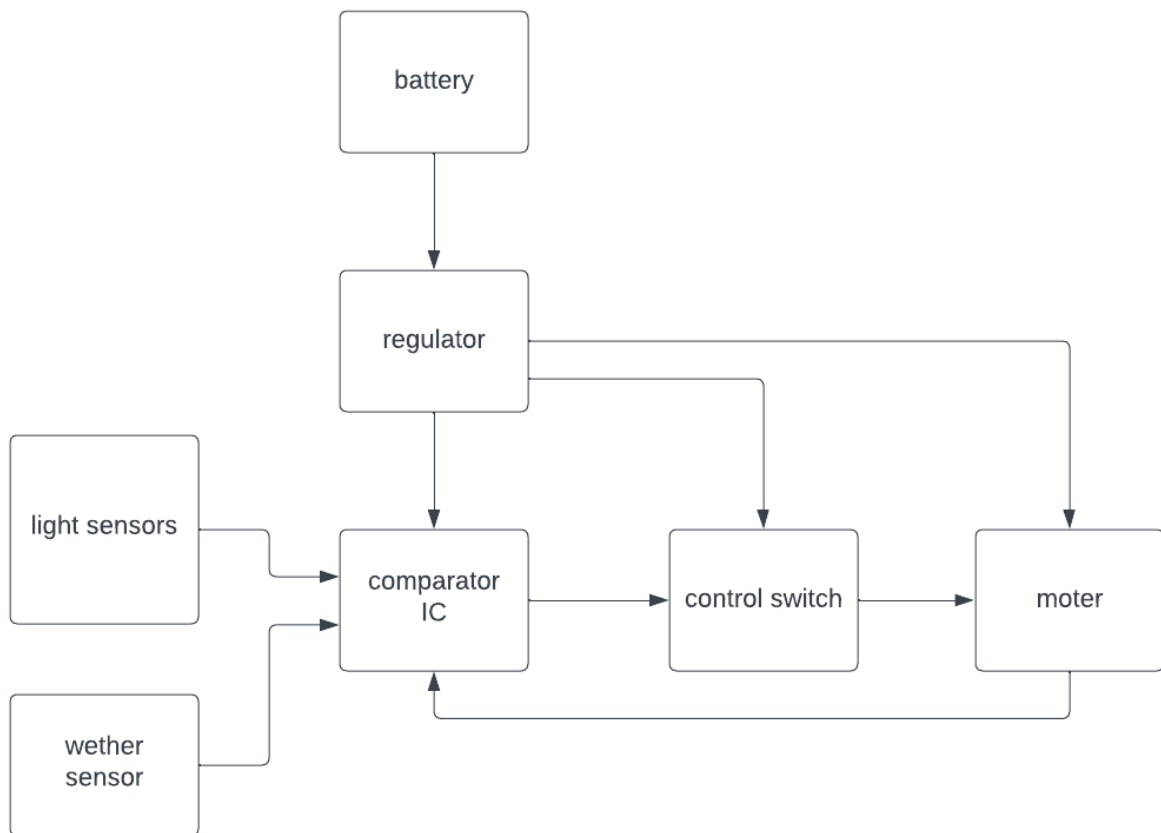 battery
regulator
light sensors
comparator
IC
control switch
moter
wether
sensor